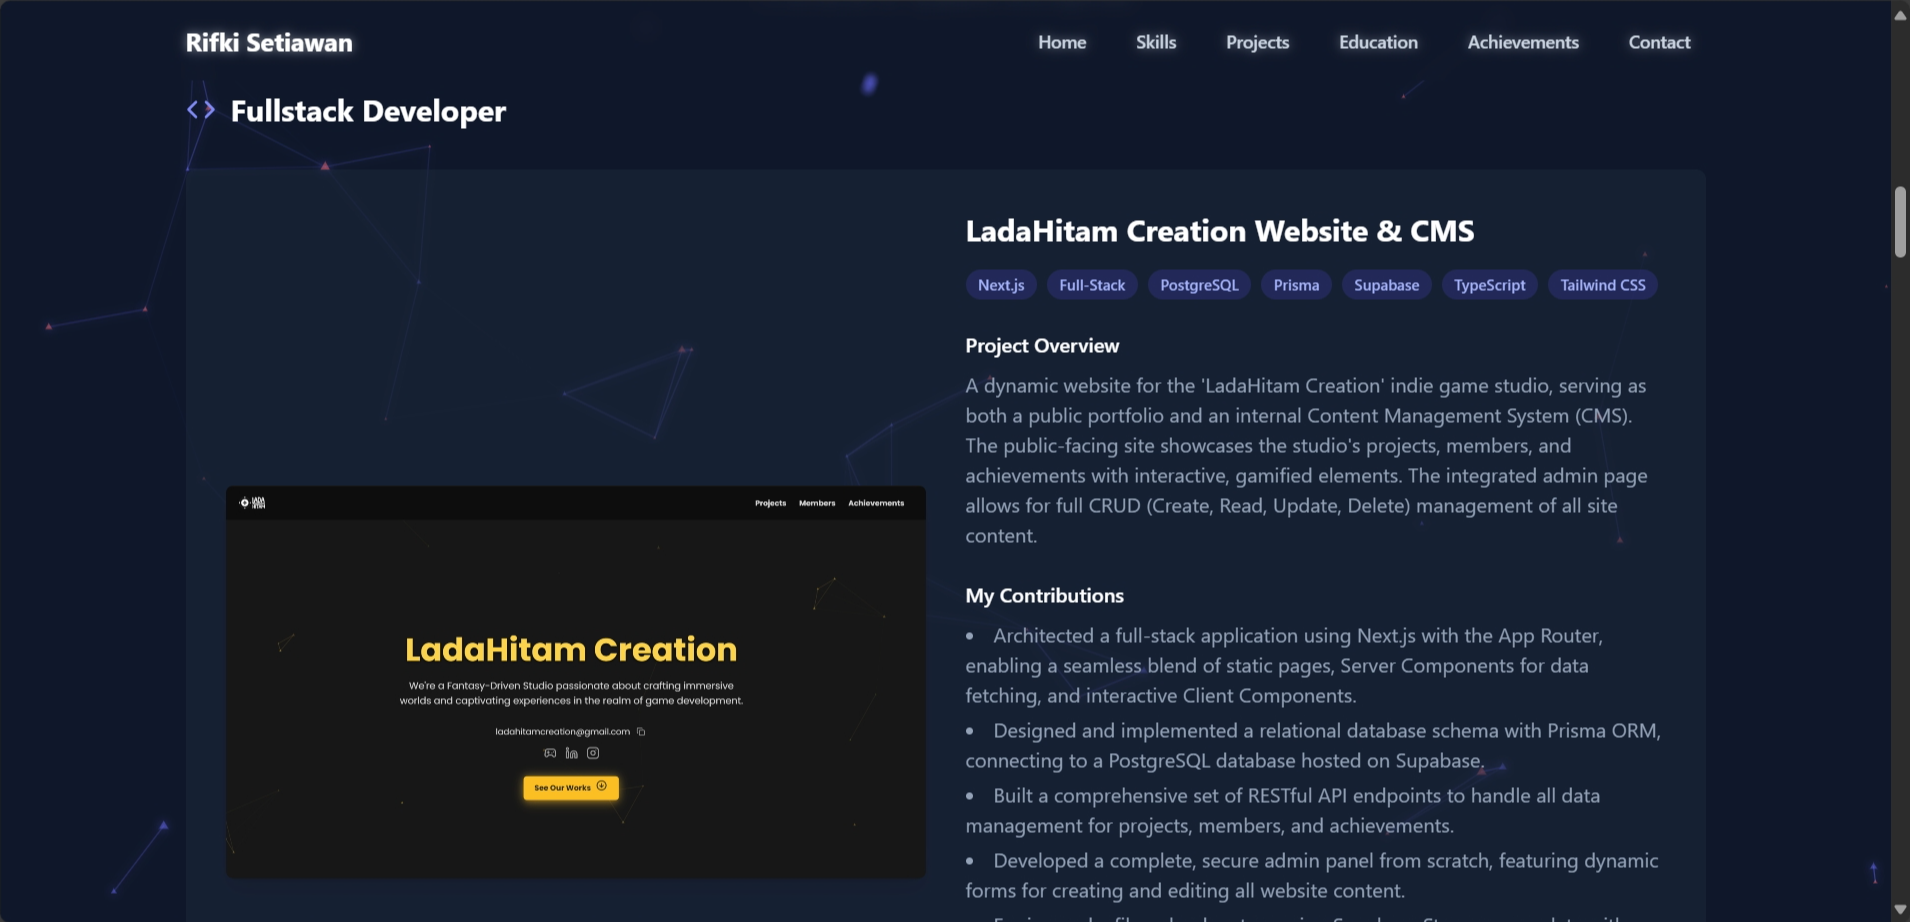 Rifki Setiawan
Home Skills Projects Education Achievements Contact
Fullstack Developer
LadaHitam Creation Website & CMS
Next.js Full-Stack PostgreSQL Prisma Supabase TypeScript Tailwind CSS
Project Overview
A dynamic website for the 'LadaHitam Creation' indie game studio, serving as
both a public portfolio and an internal Content Management System (CMS).
The public-facing site showcases the studio's projects, members, and
achievements with interactive, gamified elements. The integrated admin page
allows for full CRUD (Create, Read, Update, Delete) management of all site
content.
My Contributions
• Architected a full-stack application using Next.js with the App Router,
enabling a seamless blend of static pages, Server Components for data
fetching, and interactive Client Components.
• Designed and implemented a relational database schema with Prisma ORM,
connecting to a PostgreSQL database hosted on Supabase.
• Built a comprehensive set of RESTful API endpoints to handle all data
management for projects, members, and achievements.
• Developed a complete, secure admin panel from scratch, featuring dynamic
forms for creating and editing all website content.
LADA
HITAM
Projects Members Achievements
LadaHitam Creation
We're a Fantasy-Driven Studio passionate about crafting immersive
worlds and captivating experiences in the realm of game development.
ladahitamcreation@gmail.com
See Our Works